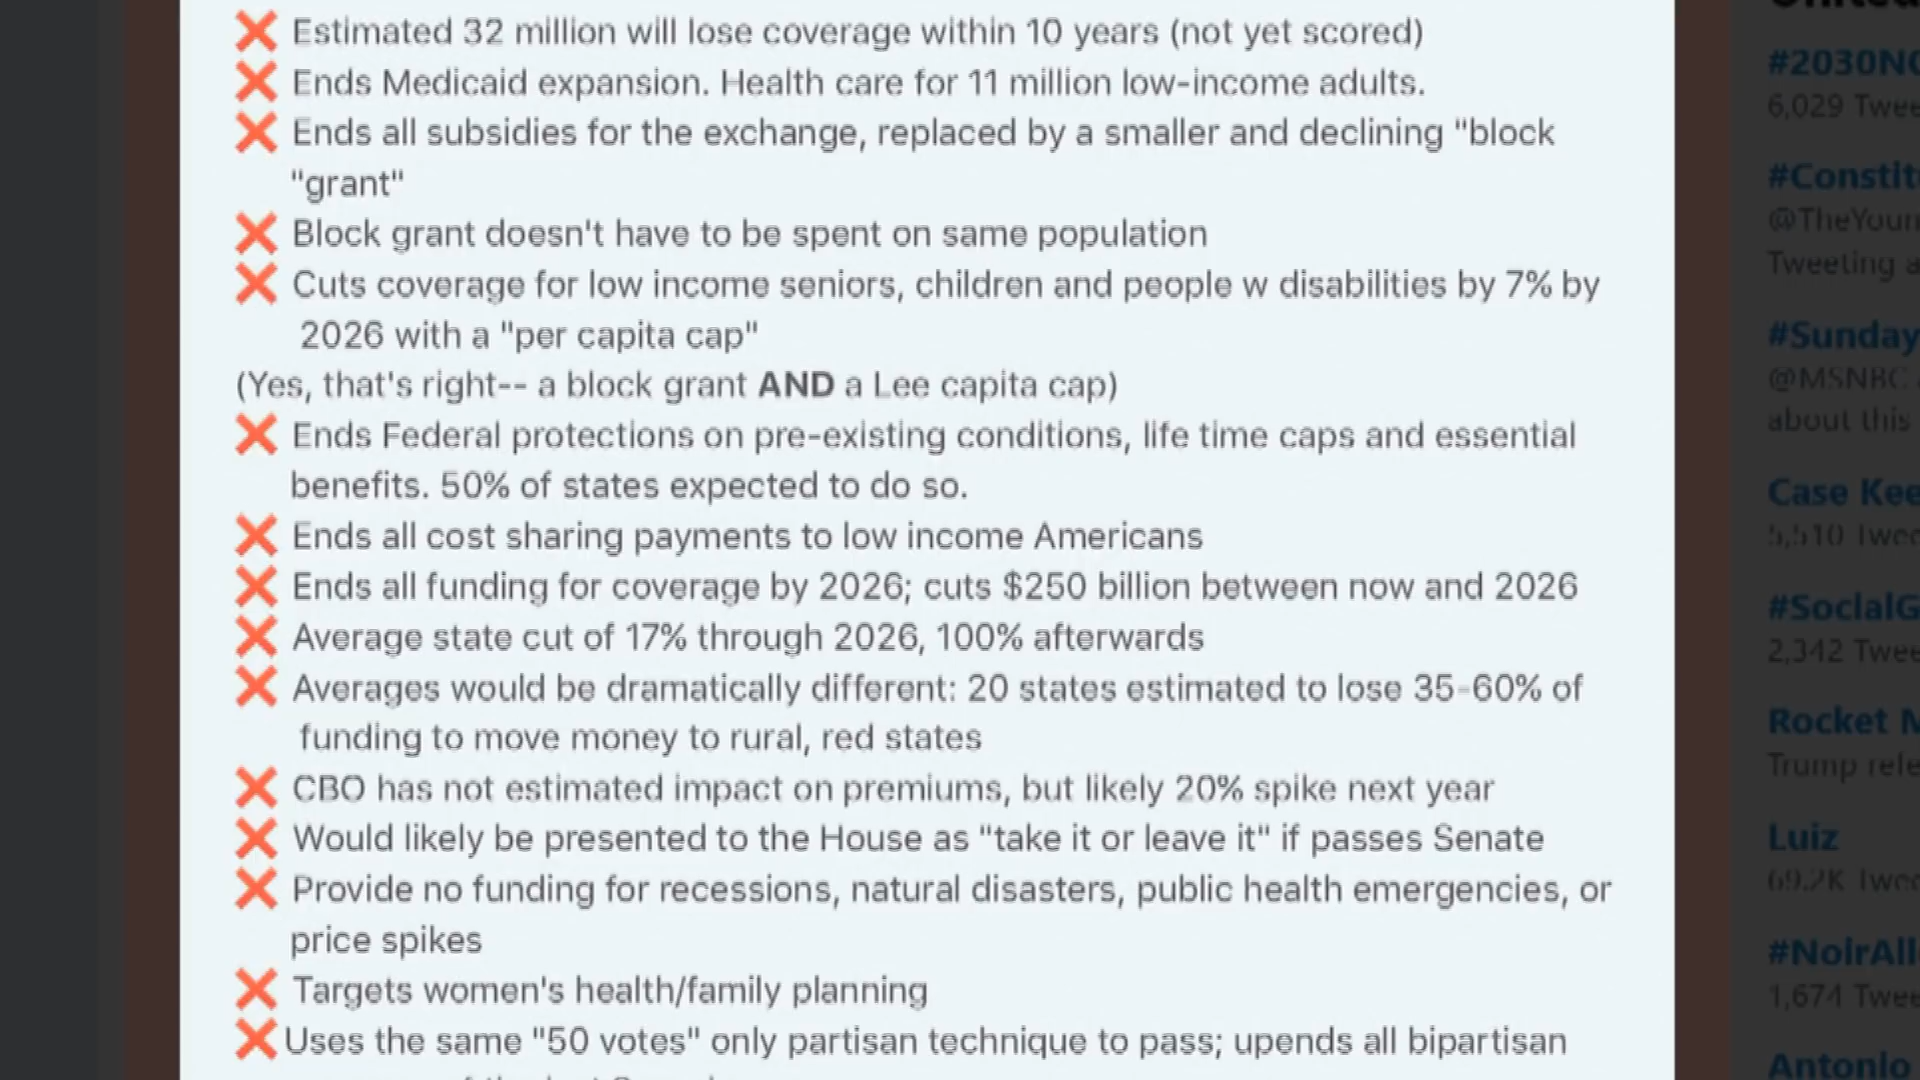 ❌ Estimated 32 million will lose coverage within 10 years (not yet scored)
❌ Ends Medicaid expansion. Health care for 11 million low-income adults.
❌ Ends all subsidies for the exchange, replaced by a smaller and declining "block
"grant"
❌ Block grant doesn't have to be spent on same population
❌ Cuts coverage for low income seniors, children and people w disabilities by 7% by
2026 with a "per capita cap"
(Yes, that's right-- a block grant AND a Lee capita cap)
❌ Ends Federal protections on pre-existing conditions, life time caps and essential
benefits. 50% of states expected to do so.
❌ Ends all cost sharing payments to low income Americans
❌ Ends all funding for coverage by 2026; cuts $250 billion between now and 2026
❌ Average state cut of 17% through 2026, 100% afterwards
❌ Averages would be dramatically different: 20 states estimated to lose 35-60% of
funding to move money to rural, red states
❌ CBO has not estimated impact on premiums, but likely 20% spike next year
❌ Would likely be presented to the House as "take it or leave it" if passes Senate
❌ Provide no funding for recessions, natural disasters, public health emergencies, or
price spikes
❌ Targets women's health/family planning
❌ Uses the same "50 votes" only partisan technique to pass; upends all bipartisan
#2030NO
6,029 Twee
#Constit
@TheYoun
Tweeting a
#Sunday
@MSNBC
about this
Case Kee
5,510 Twee
#SocialG
2,342 Twee
Rocket M
Trump rele
Luiz
69.2K Twee
#NoirAll
1,674 Twee
Antonio